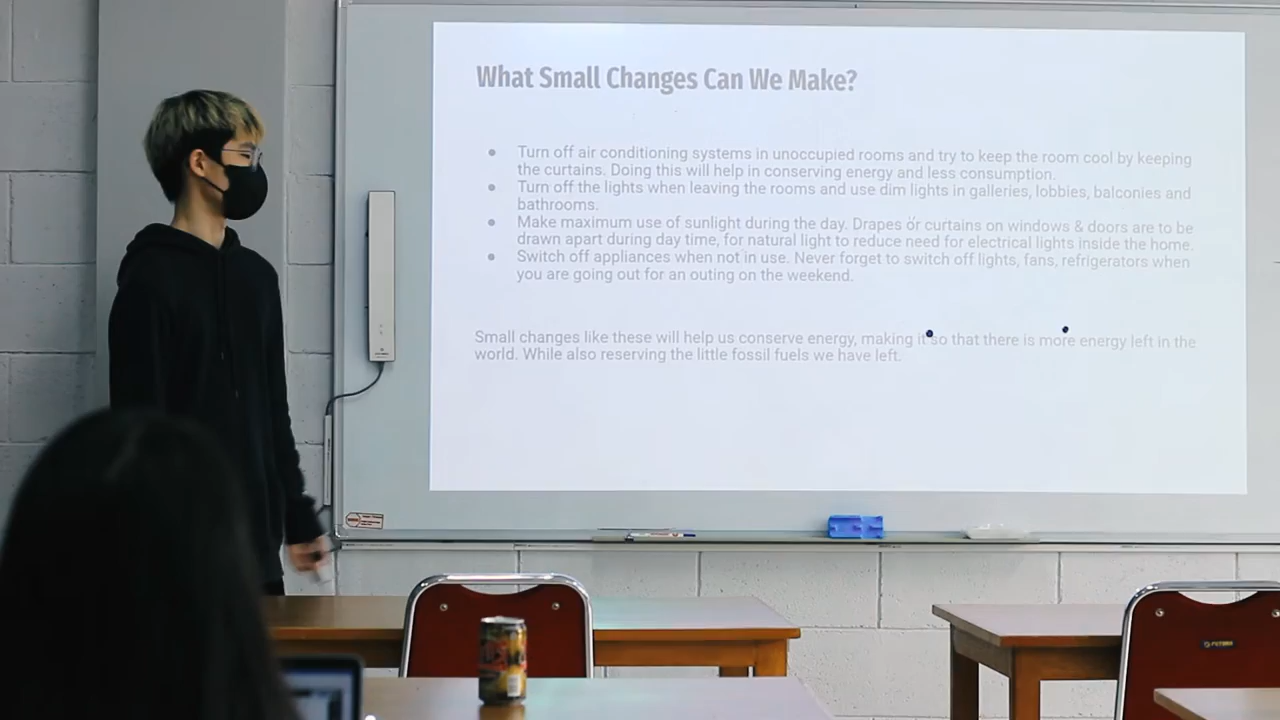 What Small Changes Can We Make?
● Turn off air conditioning systems in unoccupied rooms and try to keep the room cool by keeping
the curtains. Doing this will help in conserving energy and less consumption.
● Turn off the lights when leaving the rooms and use dim lights in galleries, lobbies, balconies and
bathrooms.
● Make maximum use of sunlight during the day. Drapes or curtains on windows & doors are to be
drawn apart during day time, for natural light to reduce need for electrical lights inside the home.
● Switch off appliances when not in use. Never forget to switch off lights, fans, refrigerators when
you are going out for an outing on the weekend.
Small changes like these will help us conserve energy, making it so that there is more energy left in the
world. While also reserving the little fossil fuels we have left.